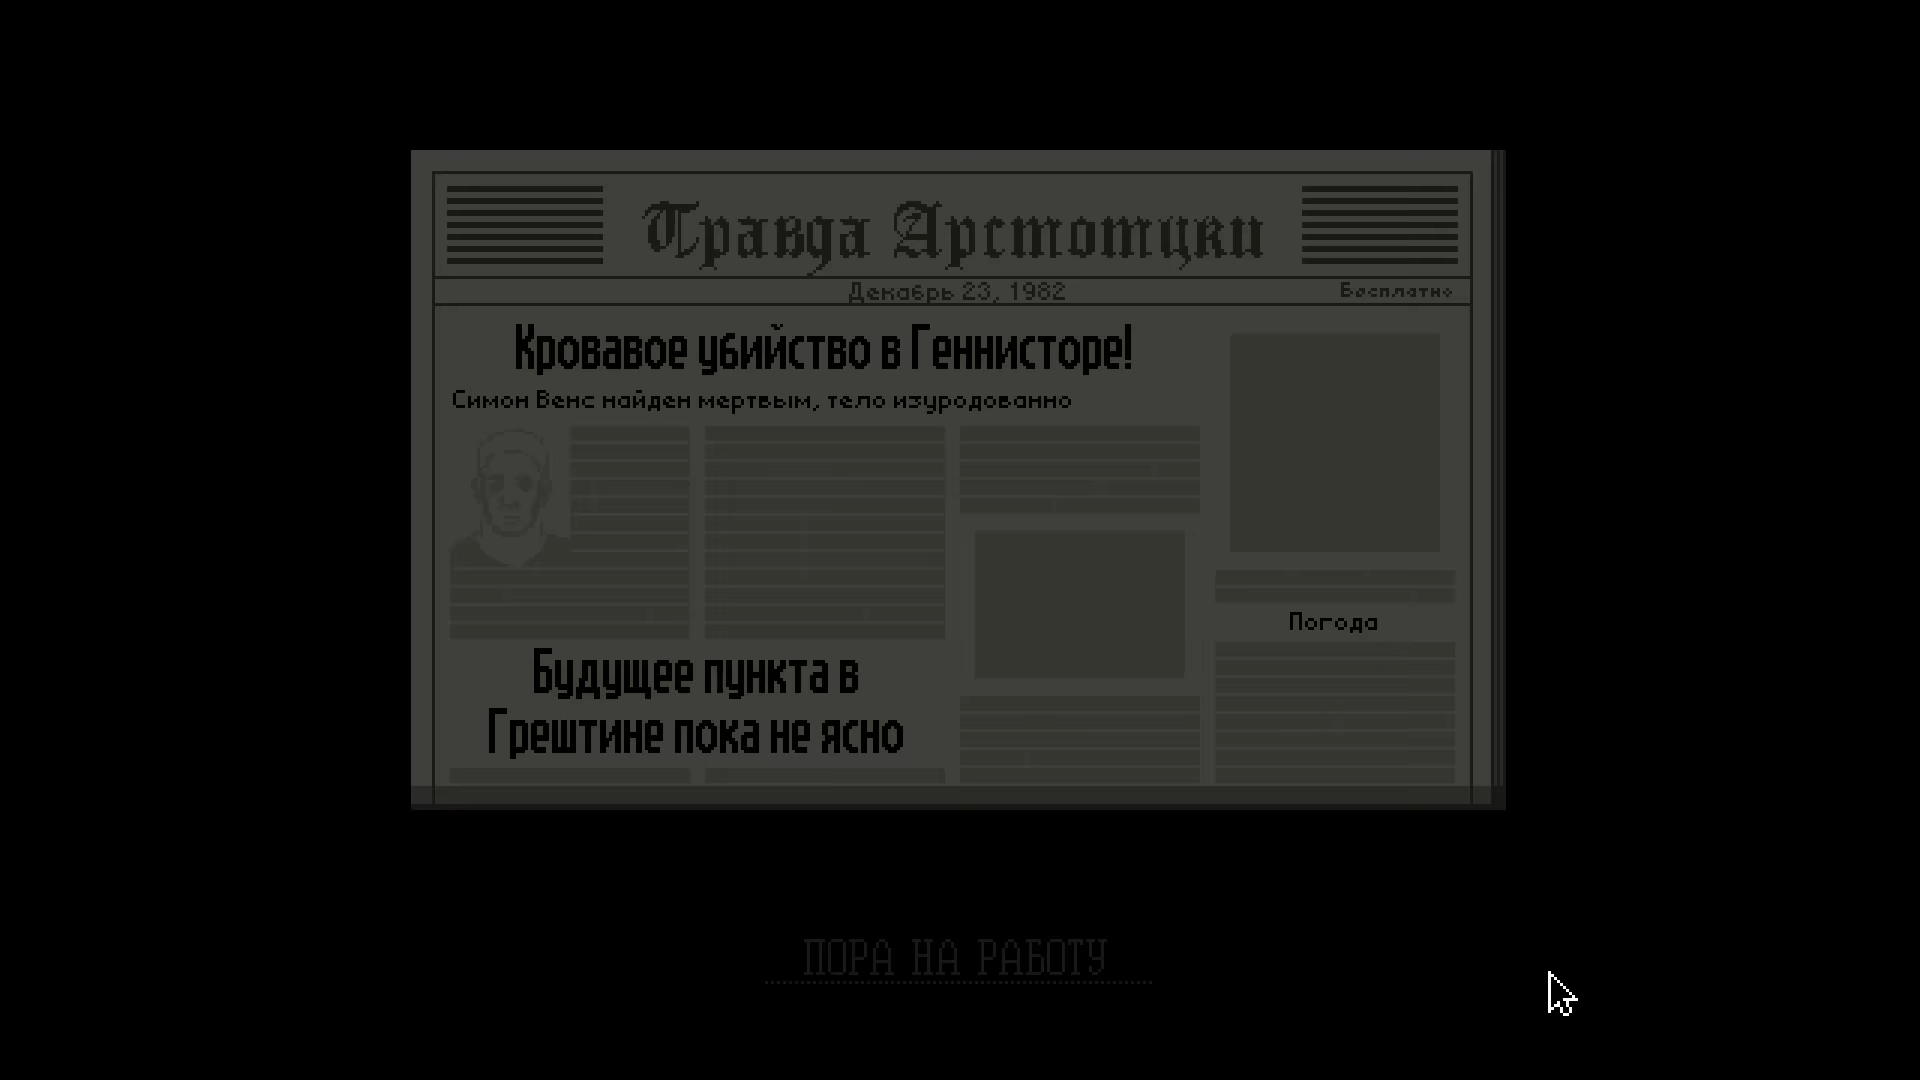 Правда Арстотцки
Декабрь 23, 1982
Бесплатно
Кровавое убийство в Геннисторе!
Симон Венс найден мертвым, тело изуродованно
Погода
Будущее пункта в
Грештине пока не ясно
ПОРА НА РАБОТУ